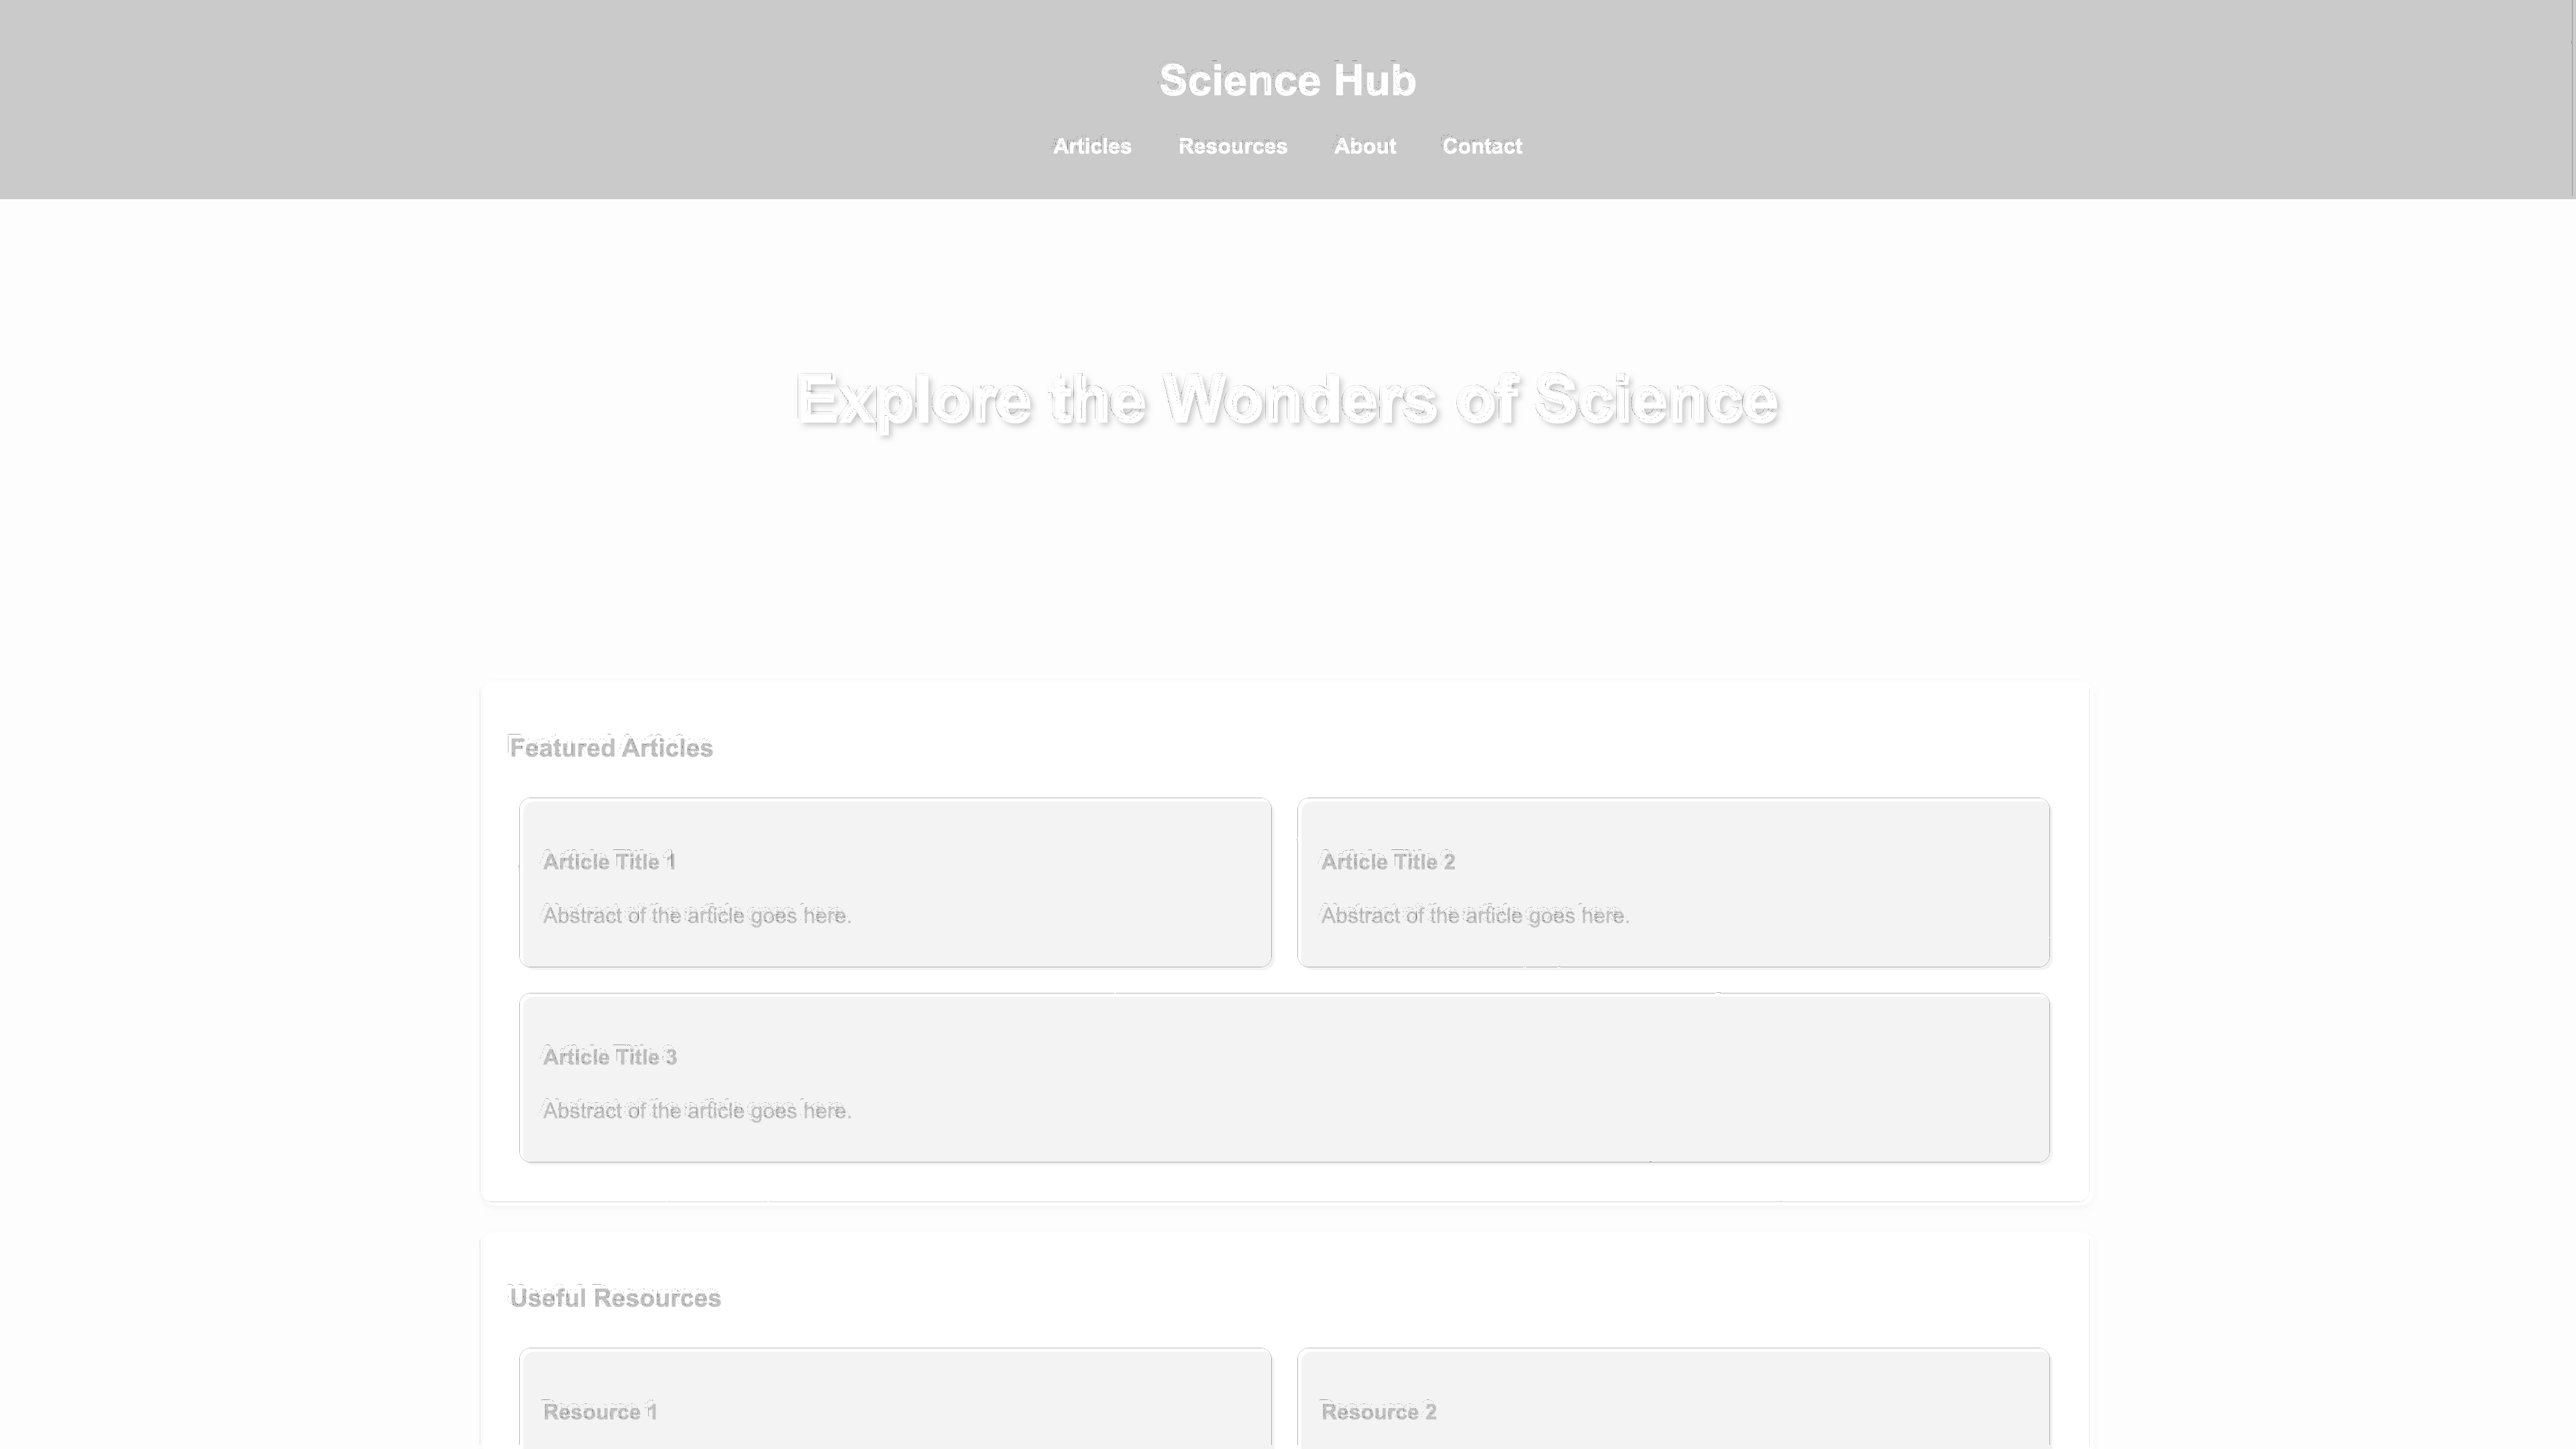 Science Hub
Articles Resources About Contact
Explore the Wonders of Science
Featured Articles
Article Title 1
Abstract of the article goes here.
Article Title 2
Abstract of the article goes here.
Article Title 3
Abstract of the article goes here.
Useful Resources
Resource 1
Resource 2